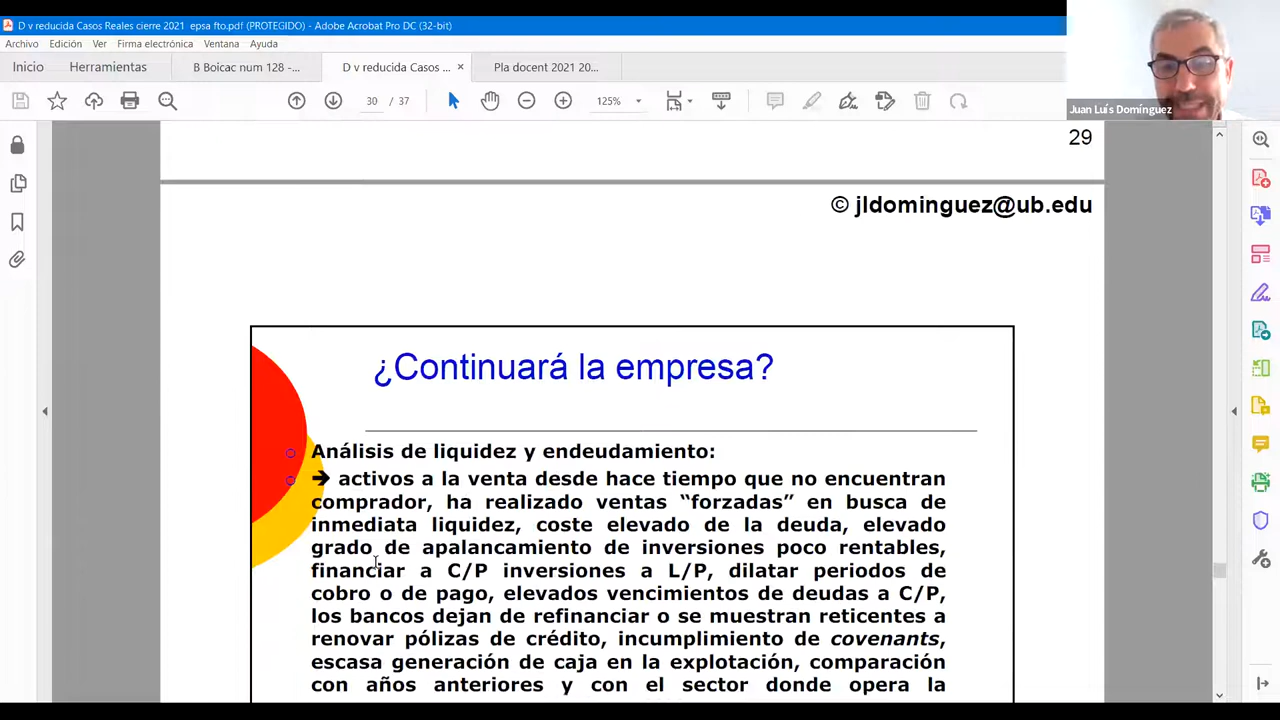 D v reducida Casos Reales cierre 2021 epsa fto.pdf (PROTEGIDO) - Adobe Acrobat Pro DC (32-bit)
Archivo Edición Ver Firma electrónica Ventana Ayuda
Inicio Herramientas B Boicac num 128 -... D v reducida Casos ... × Pla docent 2021 20...
30 / 37 125%
Juan Luís Domínguez
29
© jldominguez@ub.edu
¿Continuará la empresa?
Análisis de liquidez y endeudamiento:
➔ activos a la venta desde hace tiempo que no encuentran
comprador, ha realizado ventas “forzadas” en busca de
inmediata liquidez, coste elevado de la deuda, elevado
grado de apalancamiento de inversiones poco rentables,
financiar a C/P inversiones a L/P, dilatar periodos de
cobro o de pago, elevados vencimientos de deudas a C/P,
los bancos dejan de refinanciar o se muestran reticentes a
renovar pólizas de crédito, incumplimiento de covenants,
escasa generación de caja en la explotación, comparación
con años anteriores y con el sector donde opera la